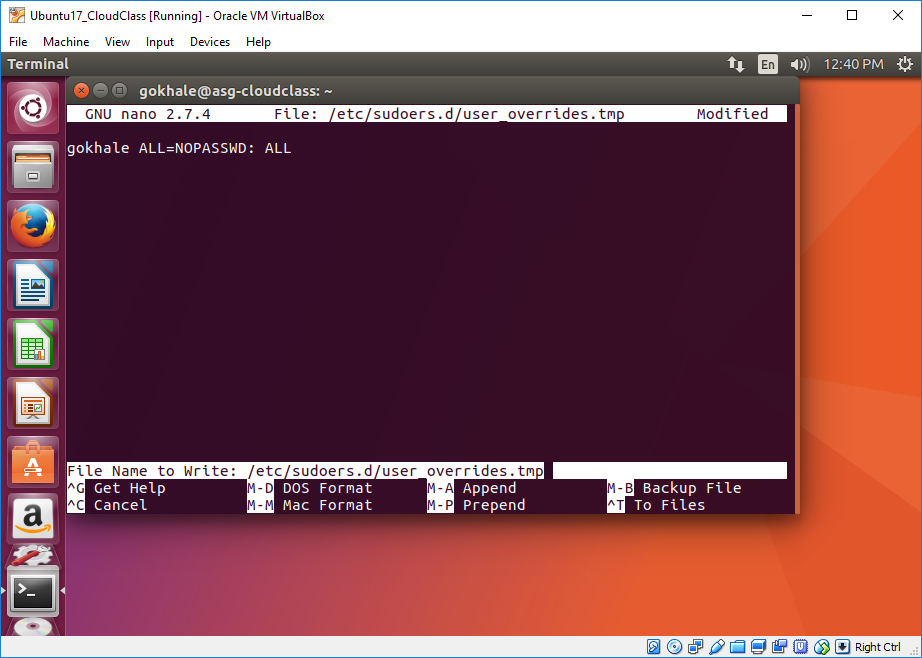 Ubuntu17_CloudClass [Running] - Oracle VM VirtualBox
File Machine View Input Devices Help
Terminal En 12:40 PM
gokhale@asg-cloudclass: ~
GNU nano 2.7.4 File: /etc/sudoers.d/user_overrides.tmp Modified
gokhale ALL=NOPASSWD: ALL
File Name to Write: /etc/sudoers.d/user_overrides.tmp
^G Get Help M-D DOS Format M-A Append M-B Backup File
^C Cancel M-M Mac Format M-P Prepend ^T To Files
Right Ctrl